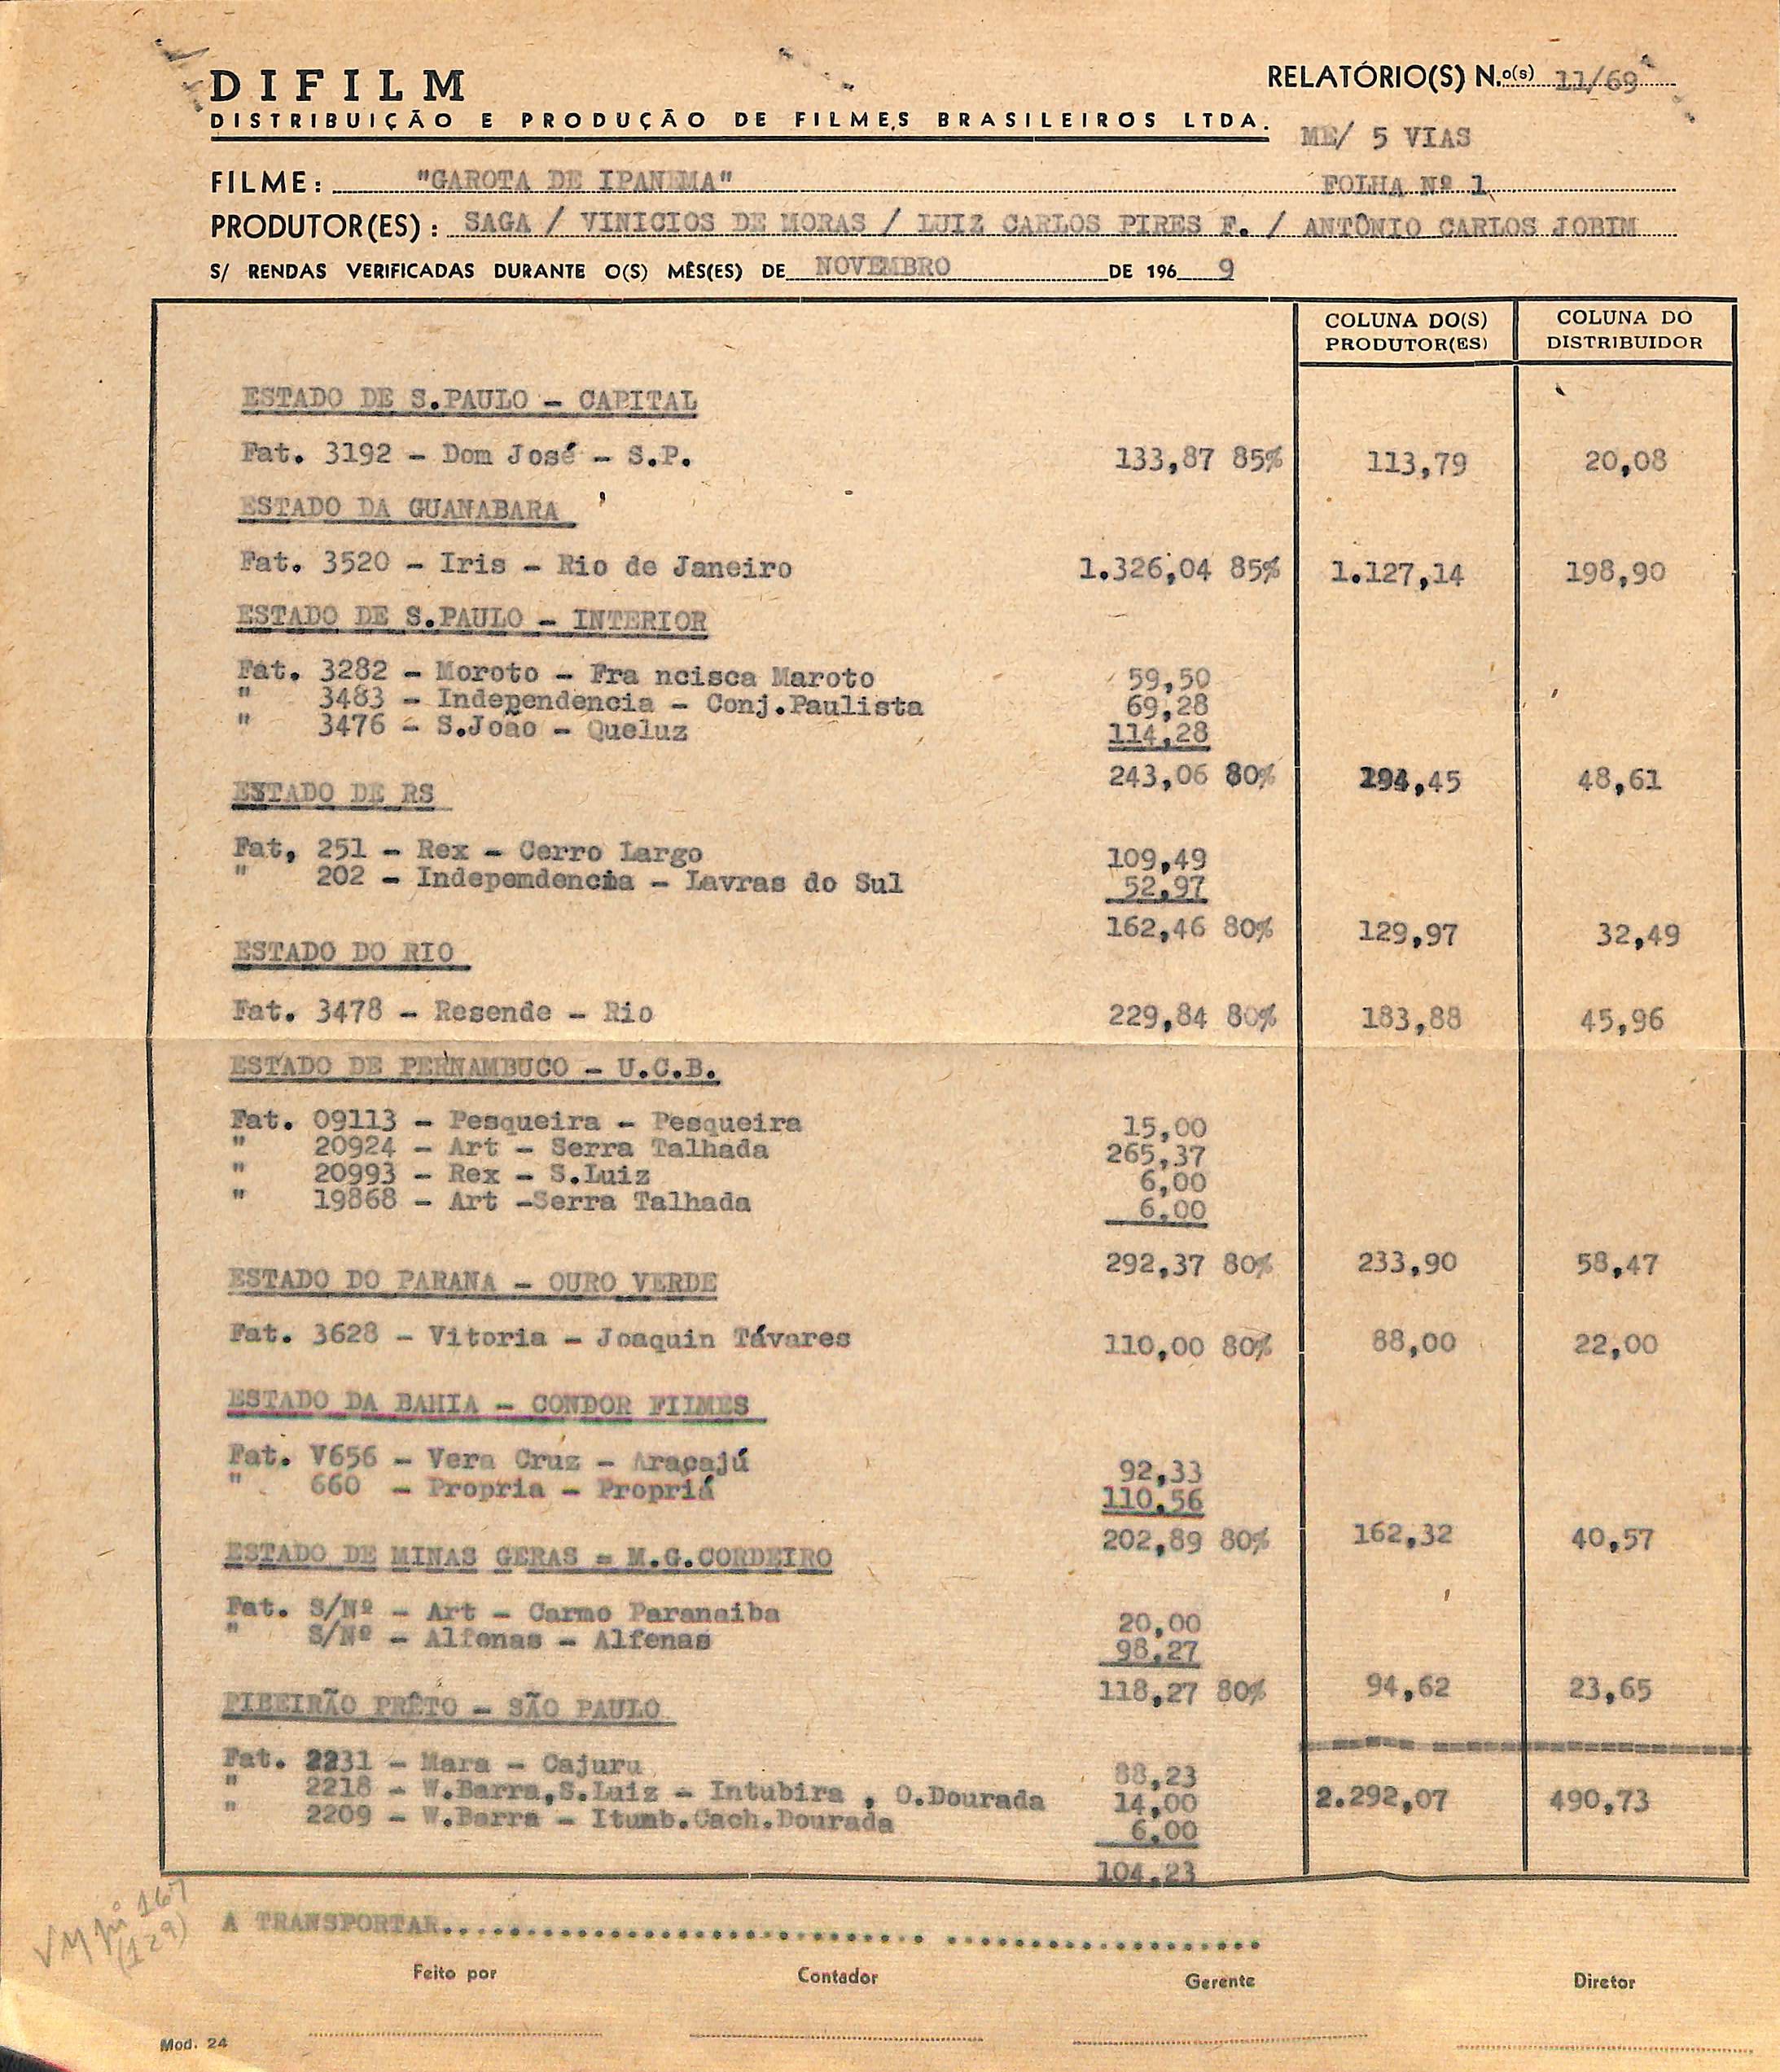 DIFILM
RELATÓRIO(S) N.o(s) 11/69
DISTRIBUIÇÃO E PRODUÇÃO DE FILMES BRASILEIROS LTDA.
ME/ 5 VIAS
FILME: "GAROTA DE IPANEMA" FOLHA Nº 1
PRODUTOR(ES): SAGA / VINICIOS DE MORAS / LUIZ CARLOS PIRES F. / ANTÔNIO CARLOS JOBIM
S/ RENDAS VERIFICADAS DURANTE O(S) MÊS(ES) DE NOVEMBRO DE 196 9
COLUNA DO(S) PRODUTOR(ES) COLUNA DO DISTRIBUIDOR
ESTADO DE S.PAULO - CAPITAL
Fat. 3192 - Dom José - S.P. 133,87 85% 113,79 20,08
ESTADO DA GUANABARA
Fat. 3520 - Iris - Rio de Janeiro 1.326,04 85% 1.127,14 198,90
ESTADO DE S.PAULO - INTERIOR
Fat. 3282 - Moroto - Fra ncisca Maroto 59,50
" 3483 - Independencia - Conj.Paulista 69,28
" 3476 - S.João - Queluz 114,28
243,06 80% 194,45 48,61
ESTADO DE RS
Fat, 251 - Rex - Cerro Largo 109,49
" 202 - Indepemdencia - Lavras do Sul 52,97
162,46 80% 129,97 32,49
ESTADO DO RIO
Fat. 3478 - Resende - Rio 229,84 80% 183,88 45,96
ESTADO DE PERNAMBUCO - U.C.B.
Fat. 09113 - Pesqueira - Pesqueira 15,00
" 20924 - Art - Serra Talhada 265,37
" 20993 - Rex - S.Luiz 6,00
" 19868 - Art -Serra Talhada 6,00
292,37 80% 233,90 58,47
ESTADO DO PARANA - OURO VERDE
Fat. 3628 - Vitoria - Joaquin Távares 110,00 80% 88,00 22,00
ESTADO DA BAHIA - CONDOR FILMES
Fat. V656 - Vera Cruz - Araçajú 92,33
" 660 - Propria - Propriá 110,56
202,89 80% 162,32 40,57
ESTADO DE MINAS GERAS = M.G.CORDEIRO
Fat. S/Nº - Art - Carmo Paranaiba 20,00
" S/Nº - Alfenas - Alfenas 98,27
118,27 80% 94,62 23,65
RIBEIRÃO PRÊTO - SÃO PAULO
Fat. 2231 - Mara - Cajuru 88,23
" 2218 - W.Barra,S.Luiz - Intubira , O.Dourada 14,00 2.292,07 490,73
" 2209 - W.Barra - Itumb.Cach.Dourada 6,00
104,23
A TRANSPORTAR
Feito por Contador Gerente Diretor
Mod. 24